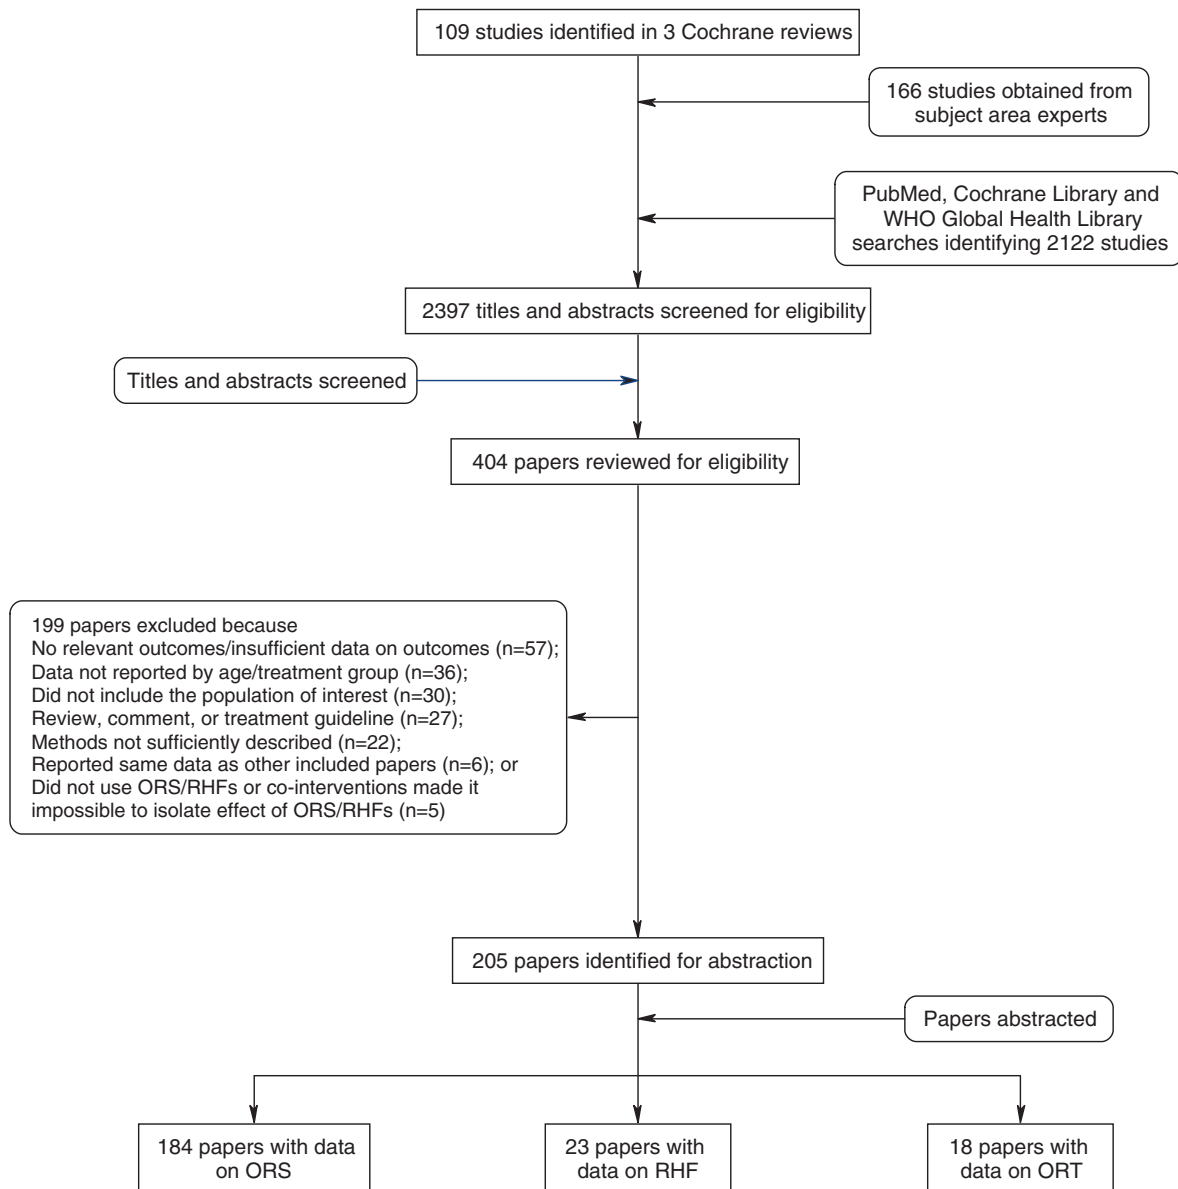 109 studies identified in 3 Cochrane reviews
166 studies obtained from
subject area experts
PubMed, Cochrane Library and
WHO Global Health Library
searches identifying 2122 studies
2397 titles and abstracts screened for eligibility
Titles and abstracts screened
404 papers reviewed for eligibility
199 papers excluded because
No relevant outcomes/insufficient data on outcomes (n=57);
Data not reported by age/treatment group (n=36);
Did not include the population of interest (n=30);
Review, comment, or treatment guideline (n=27);
Methods not sufficiently described (n=22);
Reported same data as other included papers (n=6); or
Did not use ORS/RHFs or co-interventions made it
impossible to isolate effect of ORS/RHFs (n=5)
205 papers identified for abstraction
Papers abstracted
184 papers with data
on ORS
23 papers with
data on RHF
18 papers with
data on ORT